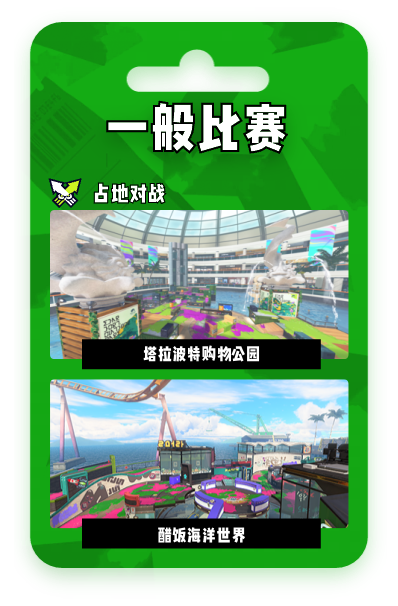 一般比赛
占地对战
塔拉波特购物公园
醋饭海洋世界